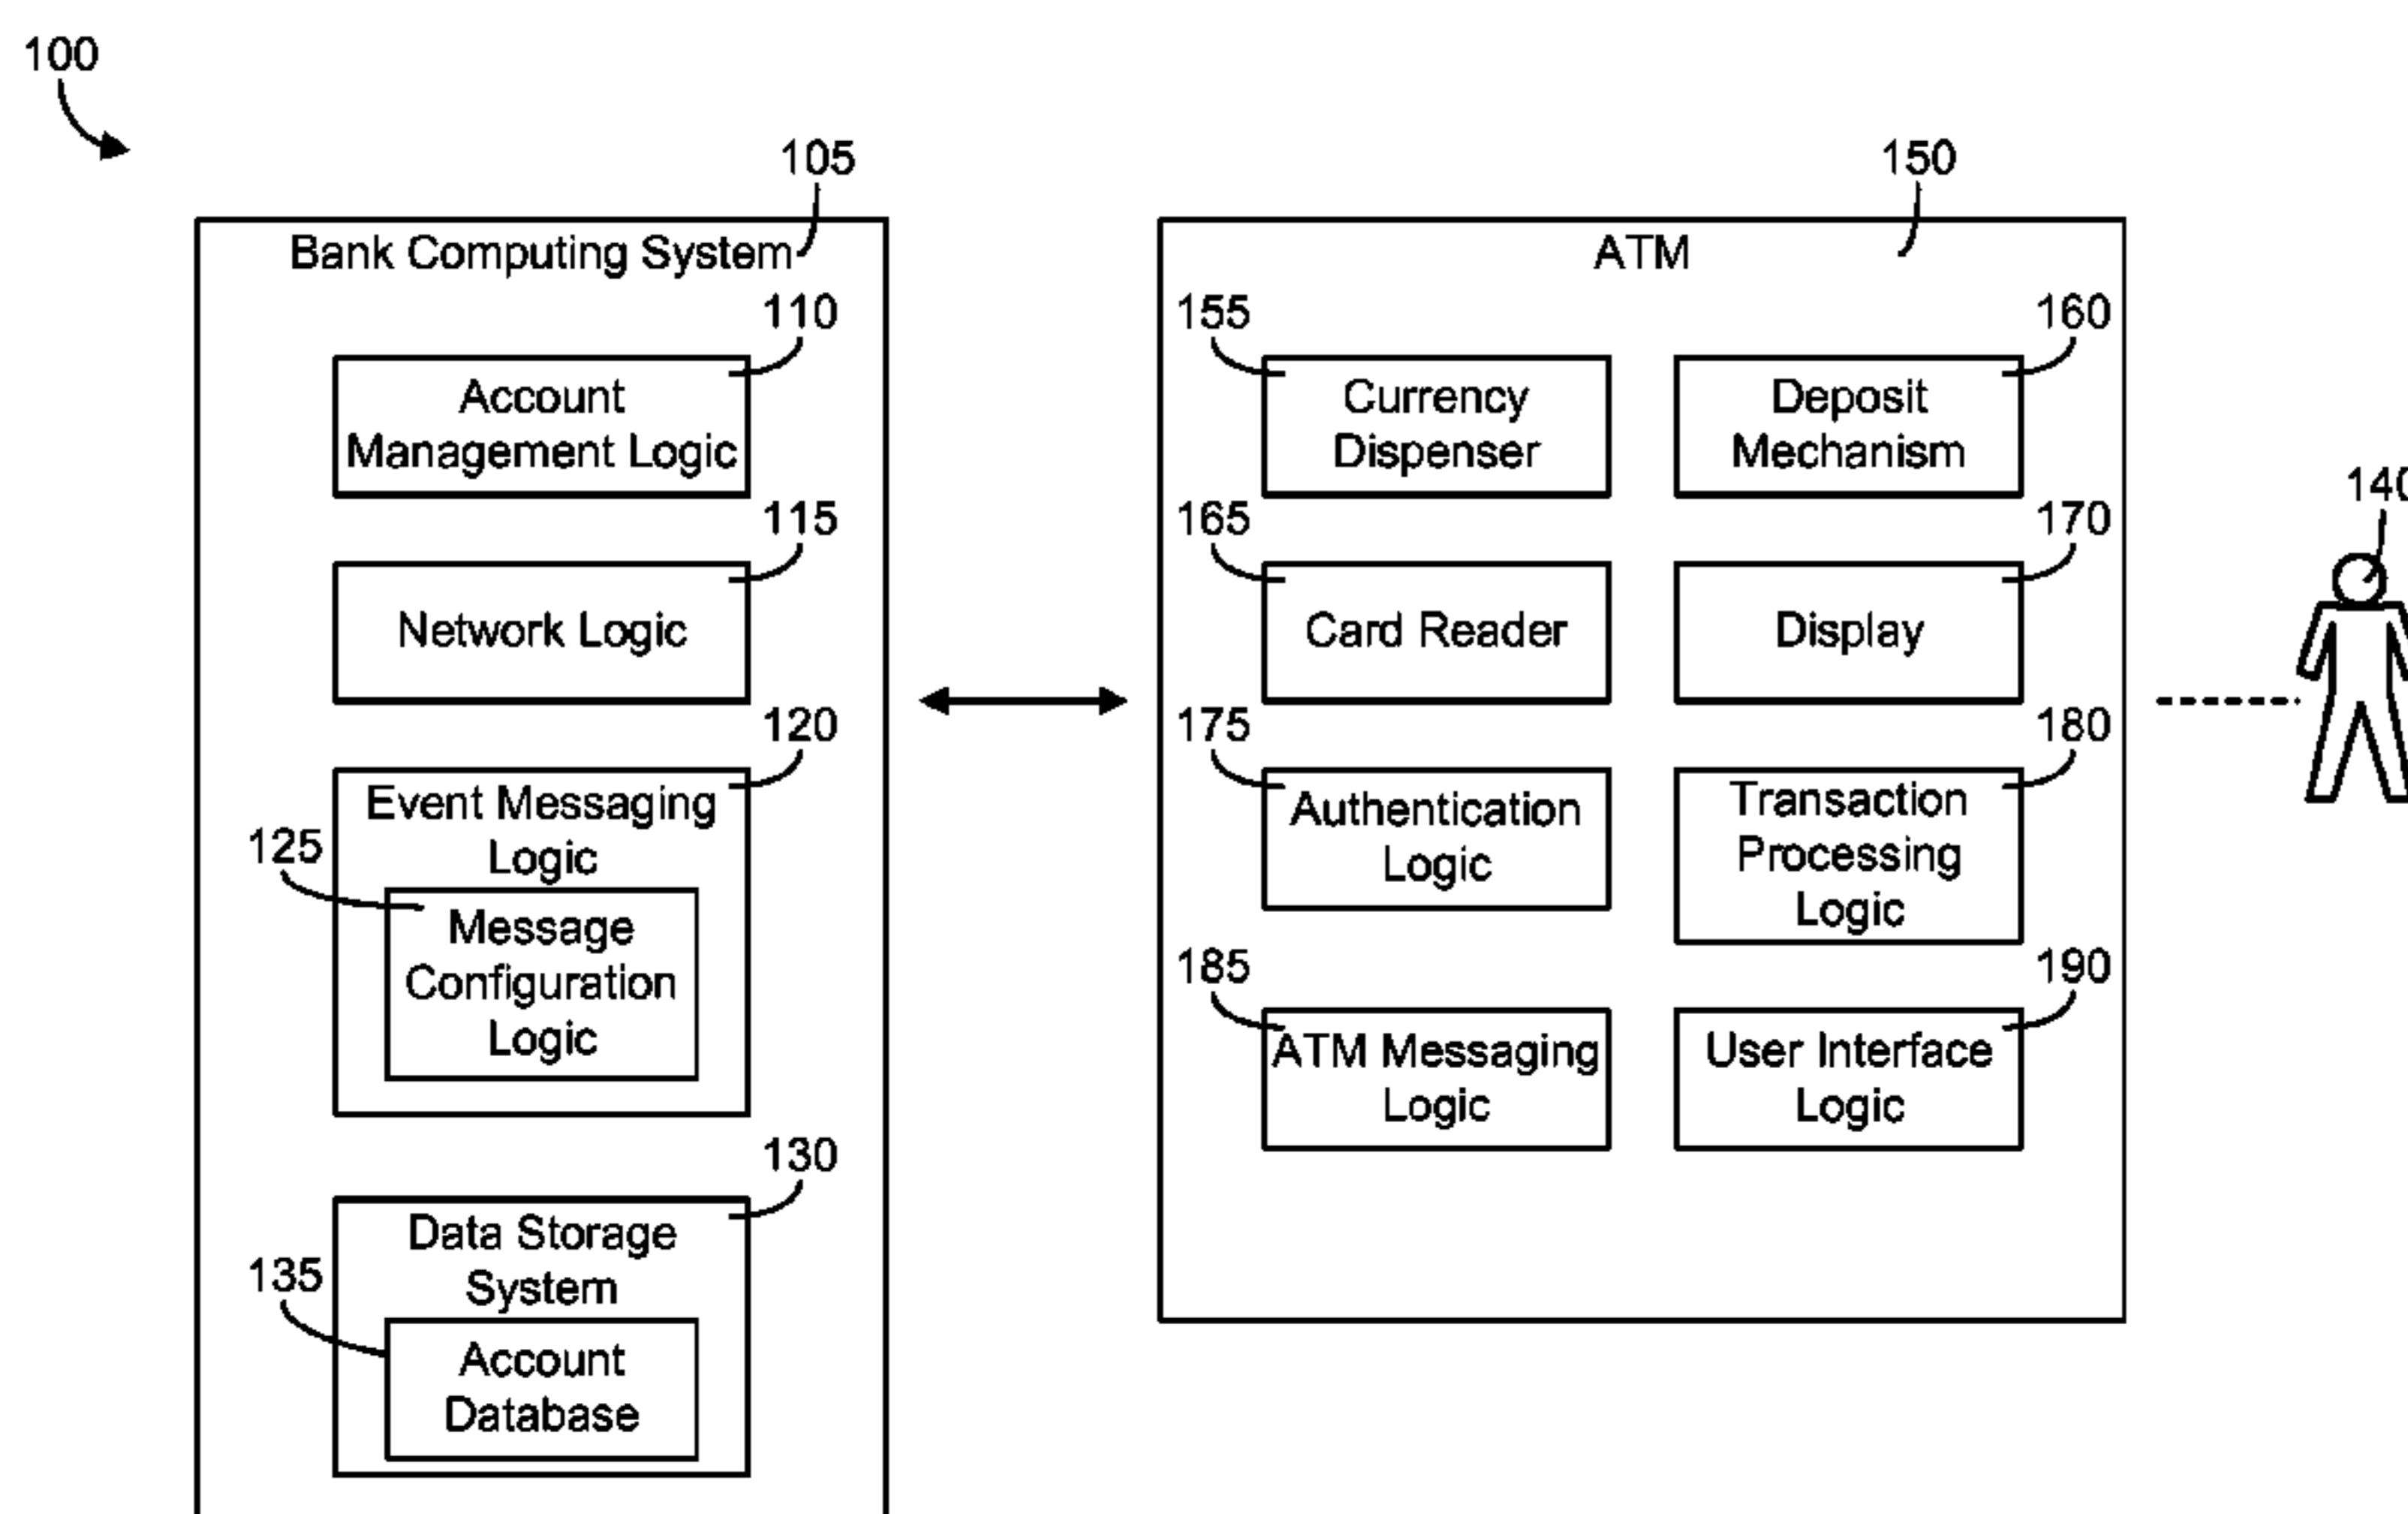 100
105
Bank Computing System
110
Account
Management Logic
115
Network Logic
120
Event Messaging
Logic
125
Message
Configuration
Logic
130
Data Storage
System
135
Account
Database
150
ATM
155
Currency
Dispenser
160
Deposit
Mechanism
165
Card Reader
170
Display
175
Authentication
Logic
180
Transaction
Processing
Logic
185
ATM Messaging
Logic
190
User Interface
Logic
140